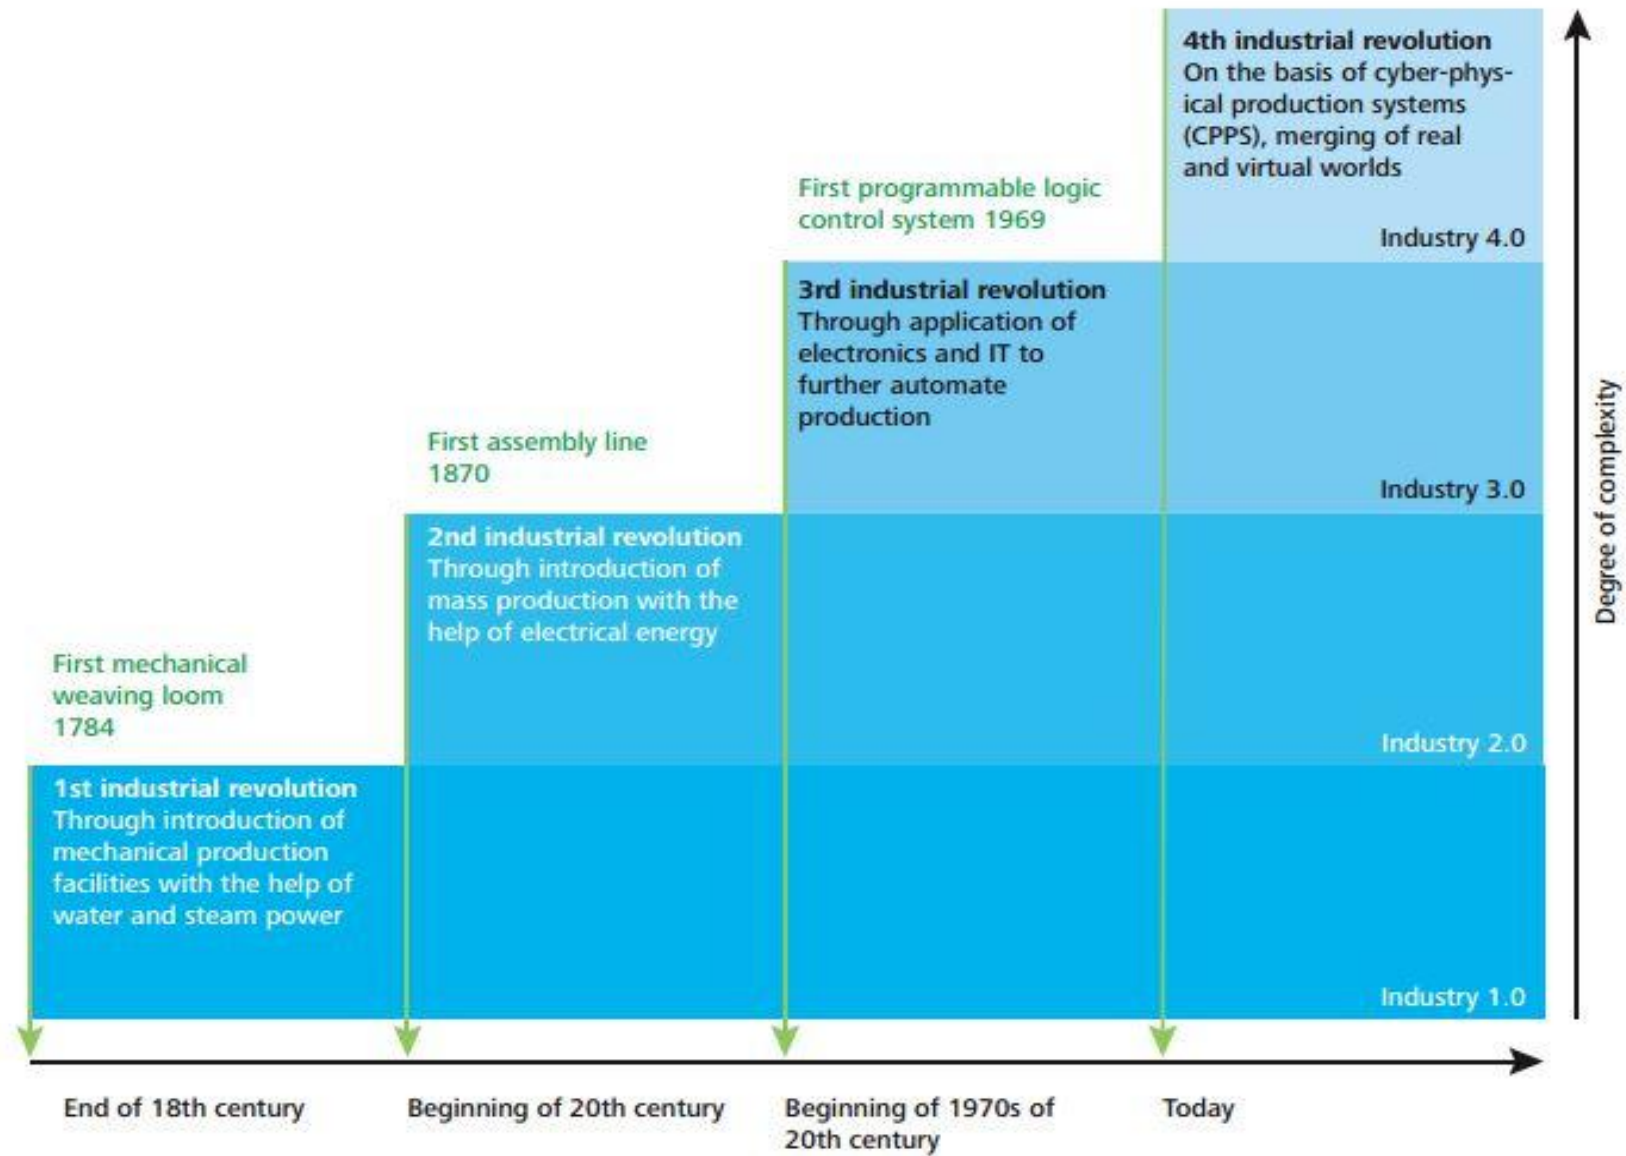 4th industrial revolution
On the basis of cyber-phys-
ical production systems
(CPPS), merging of real
and virtual worlds
Industry 4.0
First programmable logic
control system 1969
3rd industrial revolution
Through application of
electronics and IT to
further automate
production
Industry 3.0
First assembly line
1870
2nd industrial revolution
Through introduction of
mass production with the
help of electrical energy
Industry 2.0
First mechanical
weaving loom
1784
1st industrial revolution
Through introduction of
mechanical production
facilities with the help of
water and steam power
Industry 1.0
Degree of complexity
End of 18th century
Beginning of 20th century
Beginning of 1970s of
20th century
Today